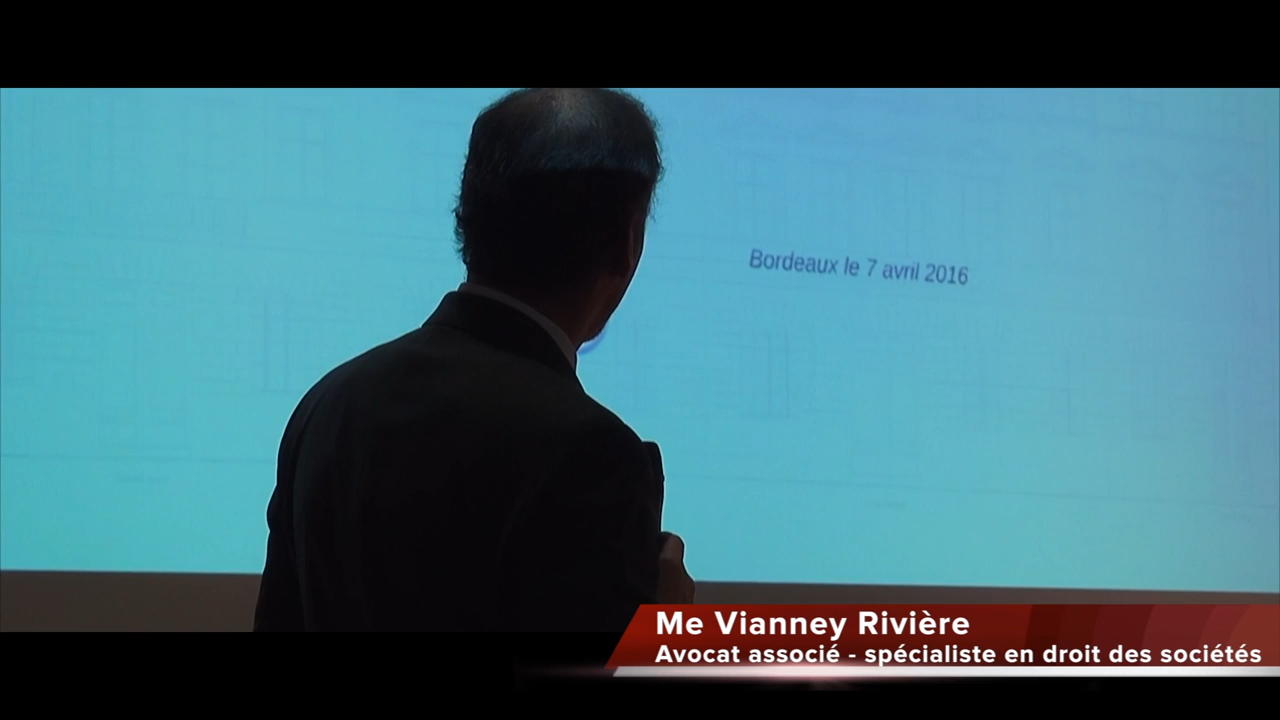 Bordeaux le 7 avril 2016
Me Vianney Rivière
Avocat associé - spécialiste en droit des sociétés